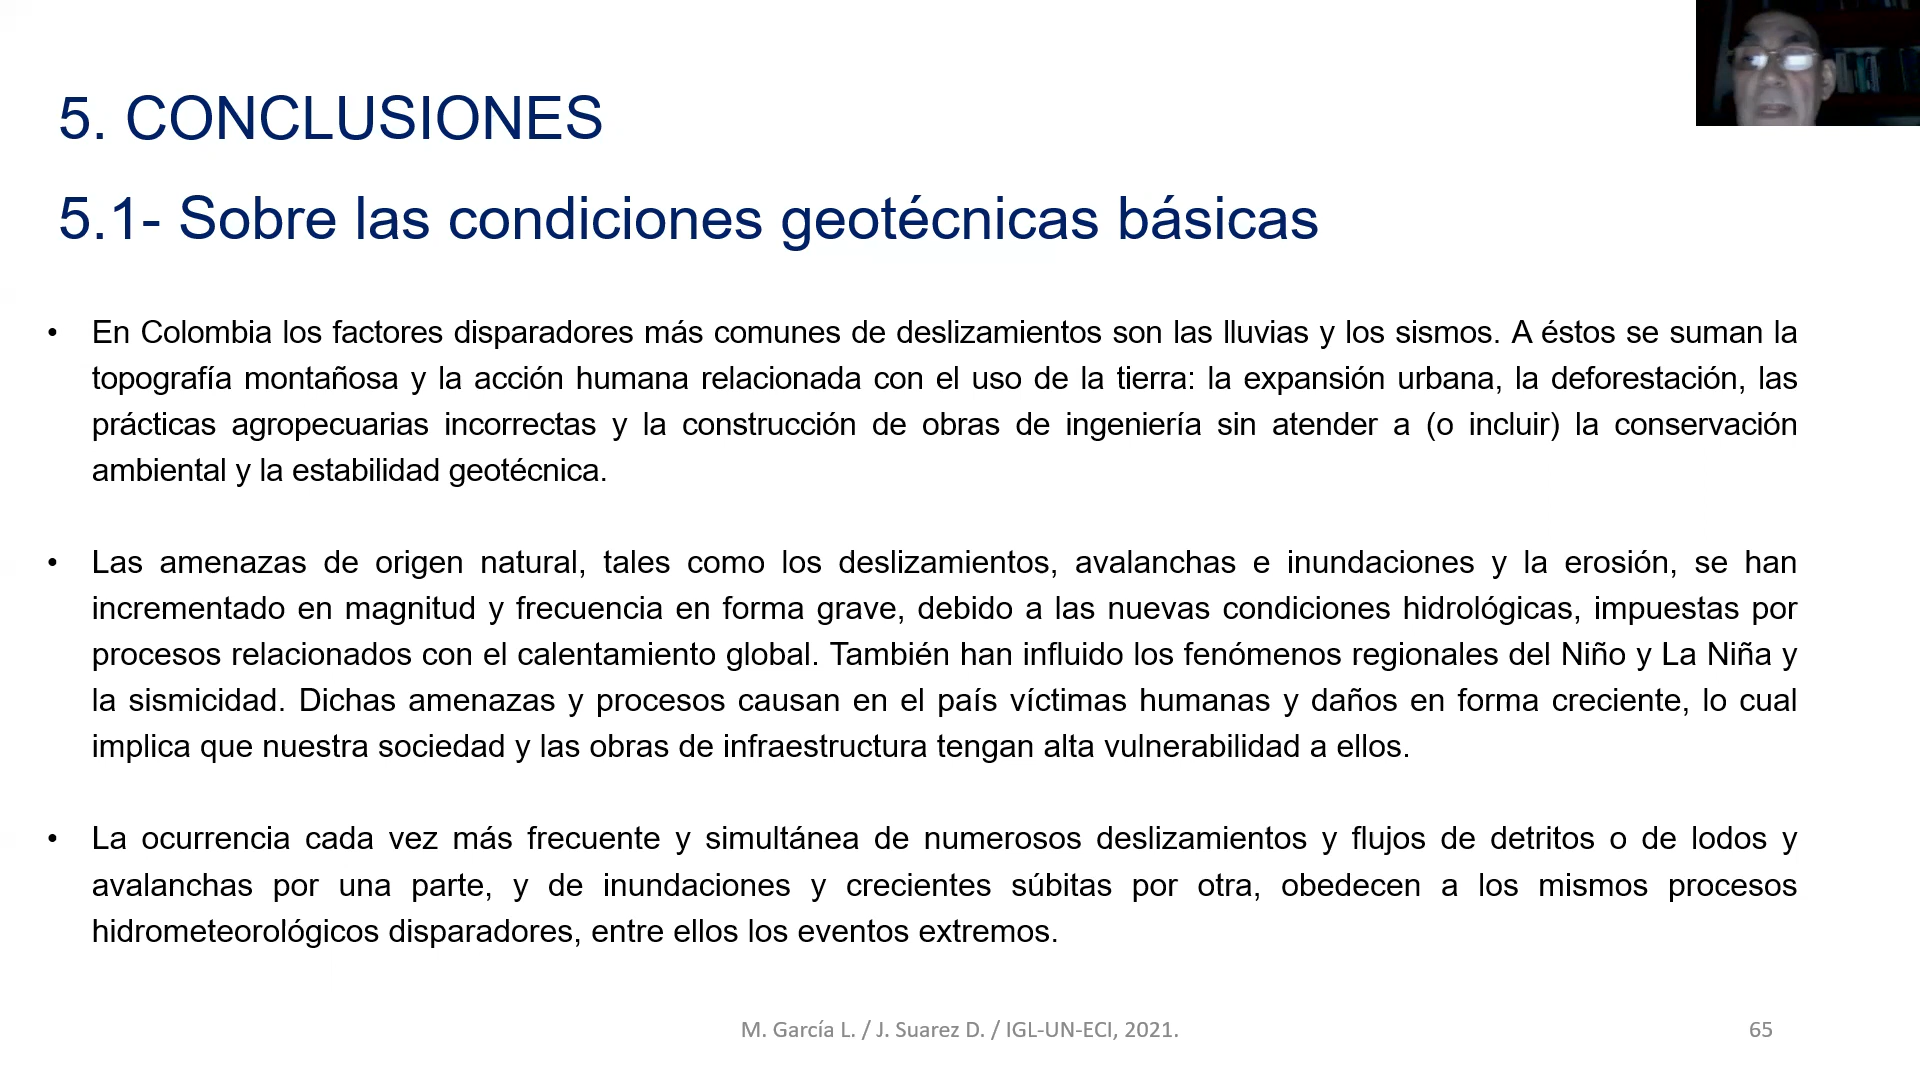 5. CONCLUSIONES
5.1- Sobre las condiciones geotécnicas básicas
• En Colombia los factores disparadores más comunes de deslizamientos son las lluvias y los sismos. A éstos se suman la
topografía montañosa y la acción humana relacionada con el uso de la tierra: la expansión urbana, la deforestación, las
prácticas agropecuarias incorrectas y la construcción de obras de ingeniería sin atender a (o incluir) la conservación
ambiental y la estabilidad geotécnica.
• Las amenazas de origen natural, tales como los deslizamientos, avalanchas e inundaciones y la erosión, se han
incrementado en magnitud y frecuencia en forma grave, debido a las nuevas condiciones hidrológicas, impuestas por
procesos relacionados con el calentamiento global. También han influido los fenómenos regionales del Niño y La Niña y
la sismicidad. Dichas amenazas y procesos causan en el país víctimas humanas y daños en forma creciente, lo cual
implica que nuestra sociedad y las obras de infraestructura tengan alta vulnerabilidad a ellos.
• La ocurrencia cada vez más frecuente y simultánea de numerosos deslizamientos y flujos de detritos o de lodos y
avalanchas por una parte, y de inundaciones y crecientes súbitas por otra, obedecen a los mismos procesos
hidrometeorológicos disparadores, entre ellos los eventos extremos.
M. García L. / J. Suarez D. / IGL-UN-ECI, 2021.
65